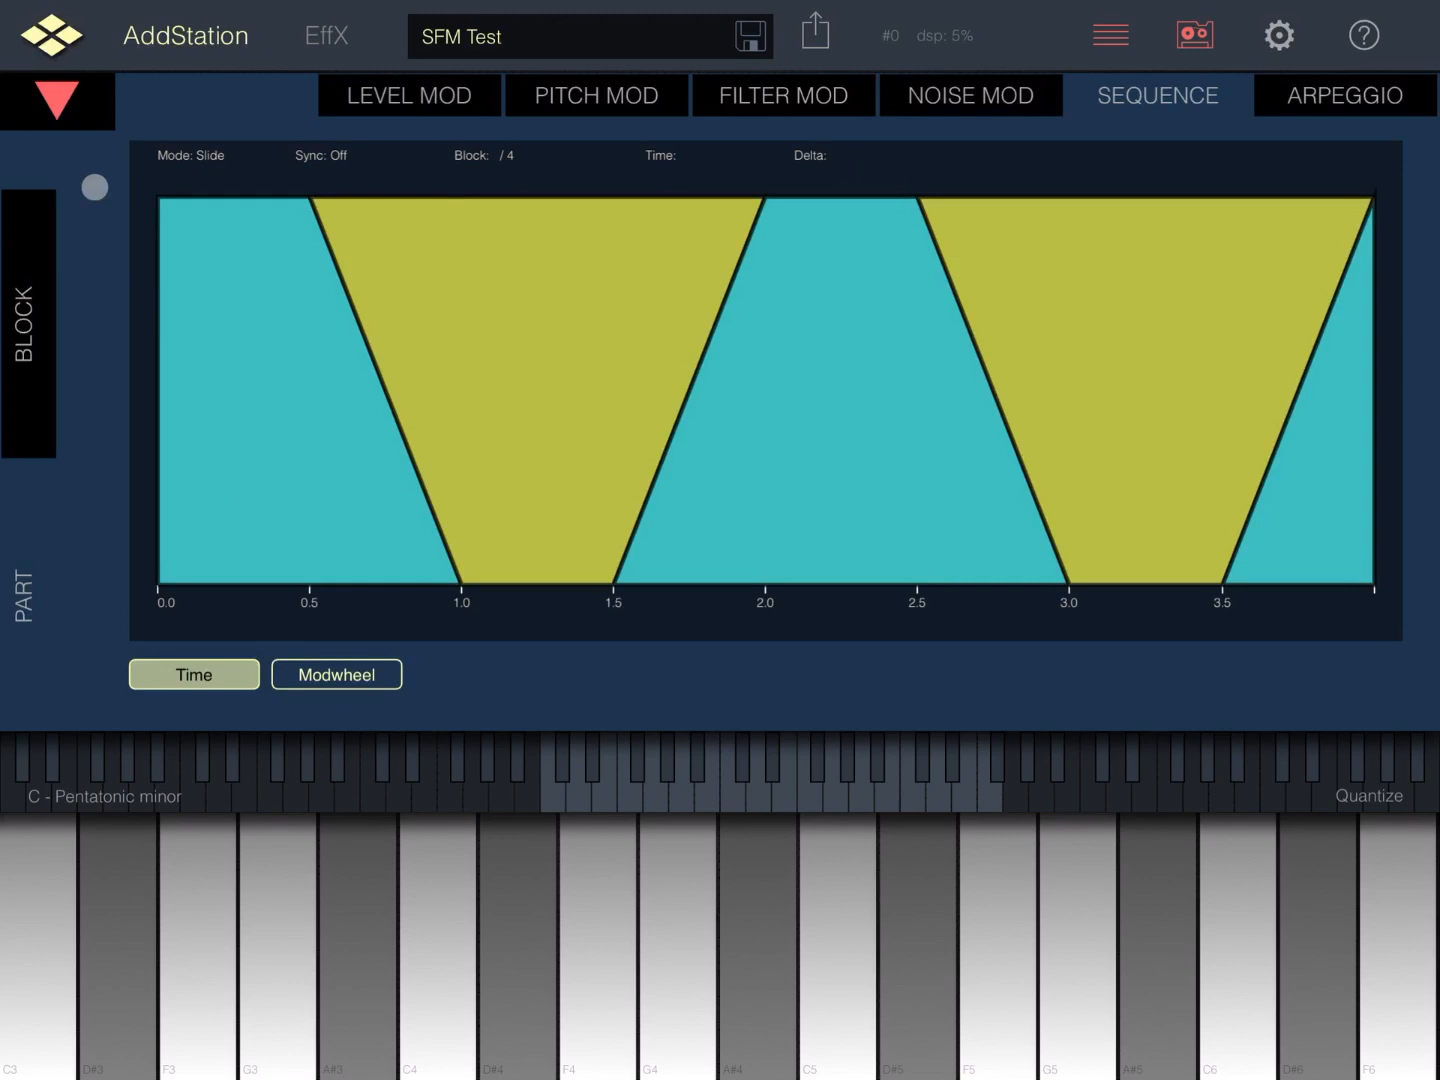 AddStation EffX SFM Test #0 dsp: 5%
LEVEL MOD PITCH MOD FILTER MOD NOISE MOD SEQUENCE ARPEGGIO
Mode: Slide Sync: Off Block: / 4 Time: Delta:
BLOCK
PART
0.0 0.5 1.0 1.5 2.0 2.5 3.0 3.5
Time Modwheel
C - Pentatonic minor Quantize
C3 D#3 F3 G3 A#3 C4 D#4 F4 G4 A#4 C5 D#5 F5 G5 A#5 C6 D#6 F6